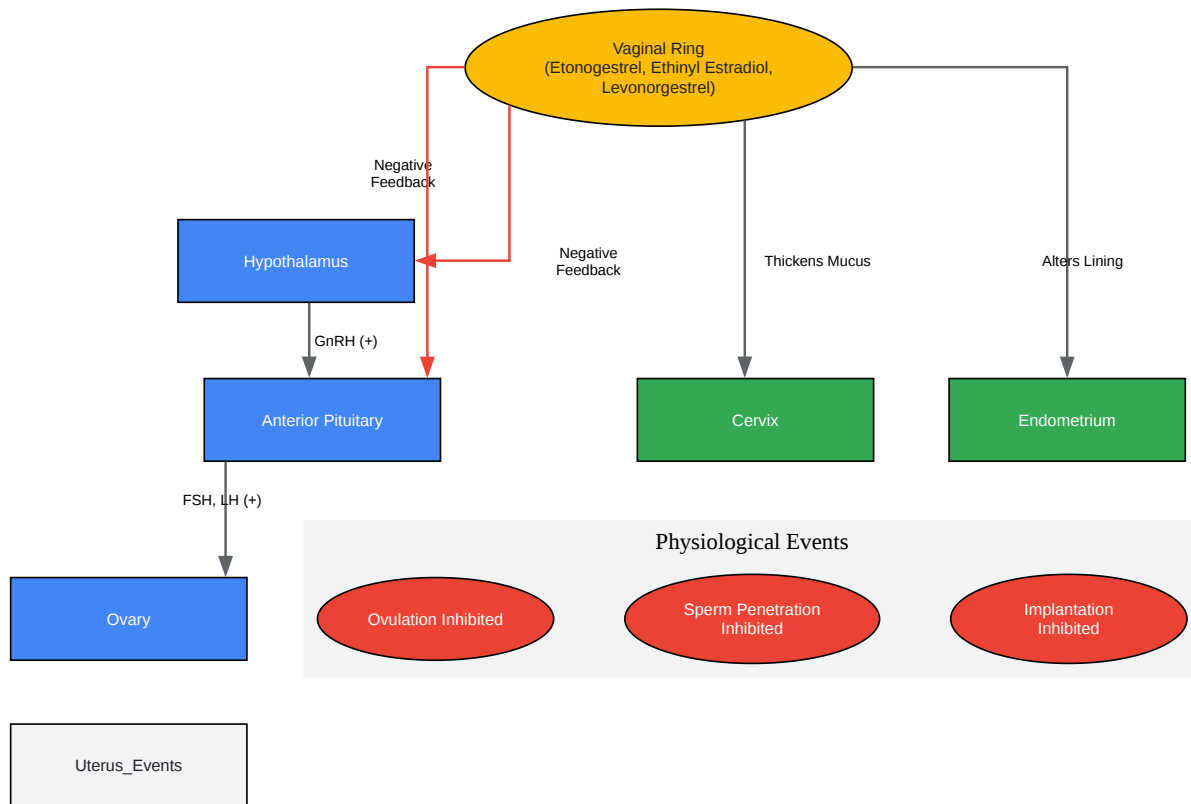 Vaginal Ring
(Etonogestrel, Ethinyl Estradiol,
Levonorgestrel)
Negative
Feedback
Hypothalamus
Negative
Feedback
Thickens Mucus
Alters Lining
GnRH (+)
Anterior Pituitary
Cervix
Endometrium
FSH, LH (+)
Physiological Events
Ovary
Ovulation Inhibited
Sperm Penetration
Inhibited
Implantation
Inhibited
Uterus_Events